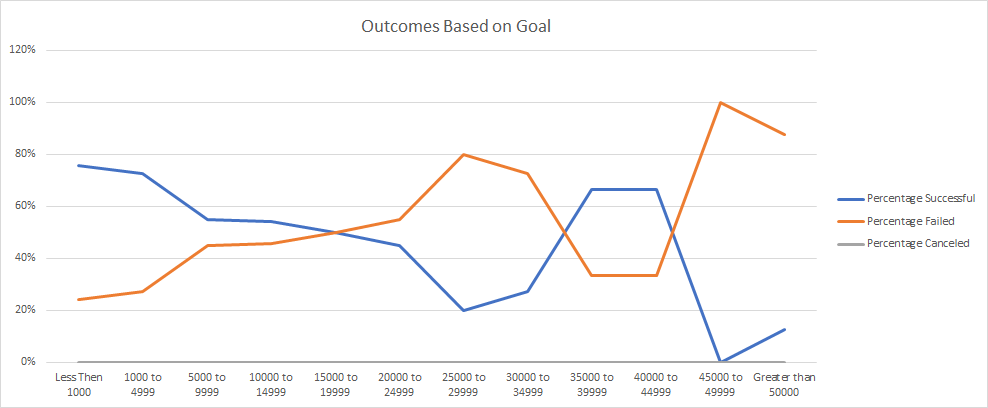 Outcomes Based on Goal
120%
100%
80%
60%
40%
20%
0%
Less Then
1000
1000 to
4999
5000 to
9999
10000 to
14999
15000 to
19999
20000 to
24999
25000 to
29999
30000 to
34999
35000 to
39999
40000 to
44999
45000 to
49999
Greater than
50000
Percentage Successful
Percentage Failed
Percentage Canceled